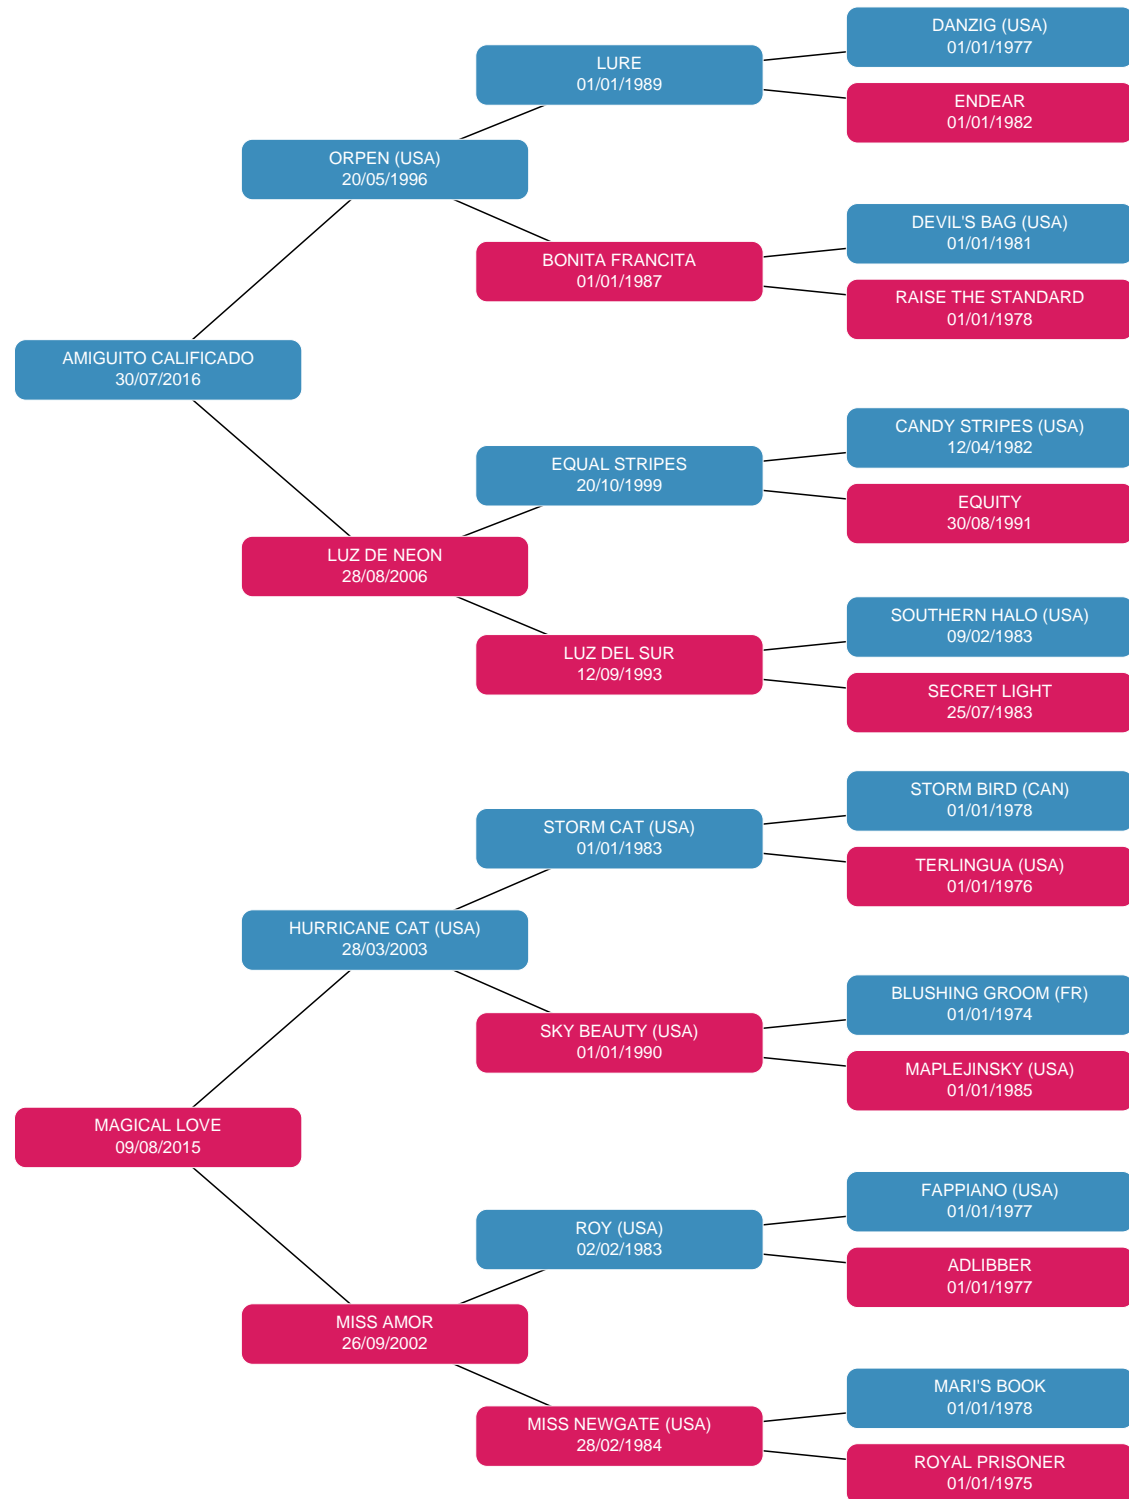 DANZIG (USA)
01/01/1977
LURE
01/01/1989
ENDEAR
01/01/1982
ORPEN (USA)
20/05/1996
DEVIL'S BAG (USA)
01/01/1981
BONITA FRANCITA
01/01/1987
RAISE THE STANDARD
01/01/1978
AMIGUITO CALIFICADO
30/07/2016
CANDY STRIPES (USA)
12/04/1982
EQUAL STRIPES
20/10/1999
EQUITY
30/08/1991
LUZ DE NEON
28/08/2006
SOUTHERN HALO (USA)
09/02/1983
LUZ DEL SUR
12/09/1993
SECRET LIGHT
25/07/1983
STORM BIRD (CAN)
01/01/1978
STORM CAT (USA)
01/01/1983
TERLINGUA (USA)
01/01/1976
HURRICANE CAT (USA)
28/03/2003
BLUSHING GROOM (FR)
01/01/1974
SKY BEAUTY (USA)
01/01/1990
MAPLEJINSKY (USA)
01/01/1985
MAGICAL LOVE
09/08/2015
FAPPIANO (USA)
01/01/1977
ROY (USA)
02/02/1983
ADLIBBER
01/01/1977
MISS AMOR
26/09/2002
MARI'S BOOK
01/01/1978
MISS NEWGATE (USA)
28/02/1984
ROYAL PRISONER
01/01/1975